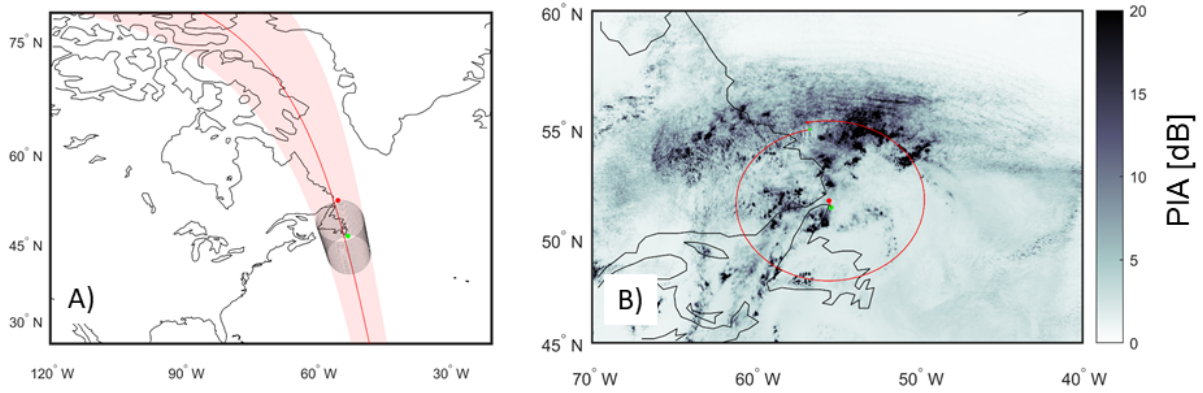 75° N
60° N
45° N
30° N
A)
120° W
90° W
60° W
30° W
B)
60° N
55° N
50° N
45° N
70° W
60° W
50° W
40° W
20
15
10
5
0
PIA [dB]